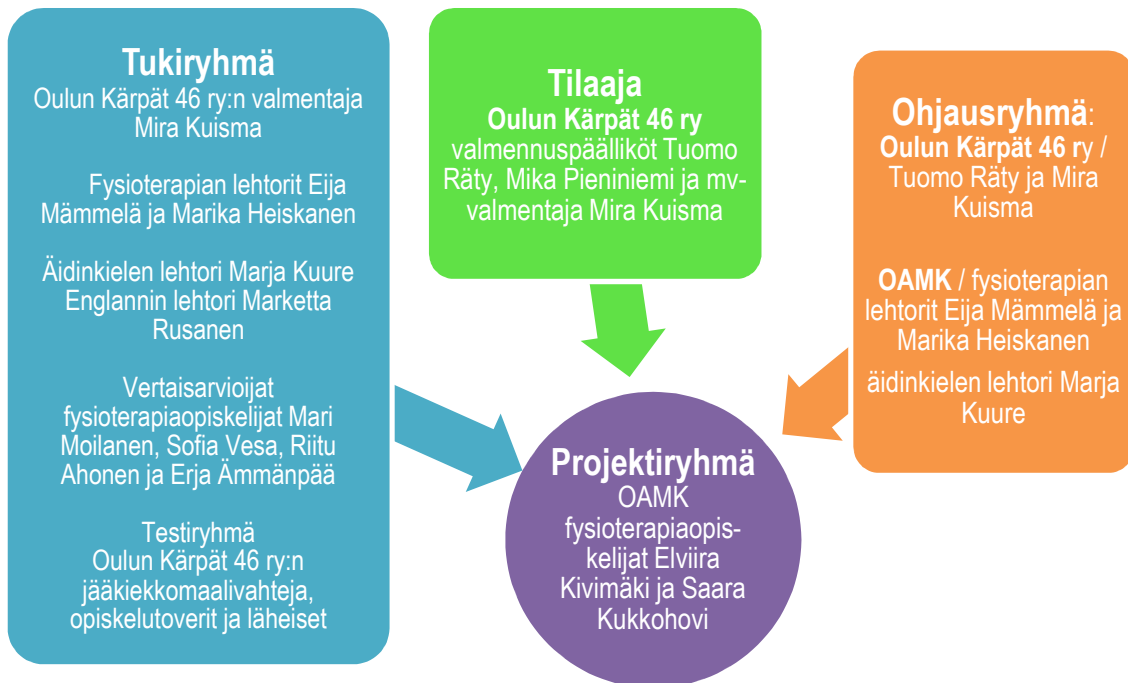 Tukiryhmä
Oulun Kärpät 46 ry:n valmentaja
Mira Kuisma
Fysioterapian lehtorit Eija
Mämmelä ja Marika Heiskanen
Äidinkielen lehtori Marja Kuure
Englannin lehtori Marketta
Rusanen
Vertaisarvioijat
fysioterapiaopiskelijat Mari
Moilanen, Sofia Vesa, Riitu
Ahonen ja Erja Ämmänpää
Testiryhmä
Oulun Kärpät 46 ry:n
jääkiekkomaalivahteja,
opiskelutoverit ja läheiset
Tilaaja
Oulun Kärpät 46 ry
valmennuspäälliköt Tuomo
Räty, Mika Pieniniemi ja mv-
valmentaja Mira Kuisma
Ohjausryhmä:
Oulun Kärpät 46 ry /
Tuomo Räty ja Mira
Kuisma
OAMK / fysioterapian
lehtorit Eija Mämmelä ja
Marika Heiskanen
äidinkielen lehtori Marja
Kuure
Projektiryhmä
OAMK
fysioterapiaopis-
kelijat Elviira
Kivimäki ja Saara
Kukkohovi